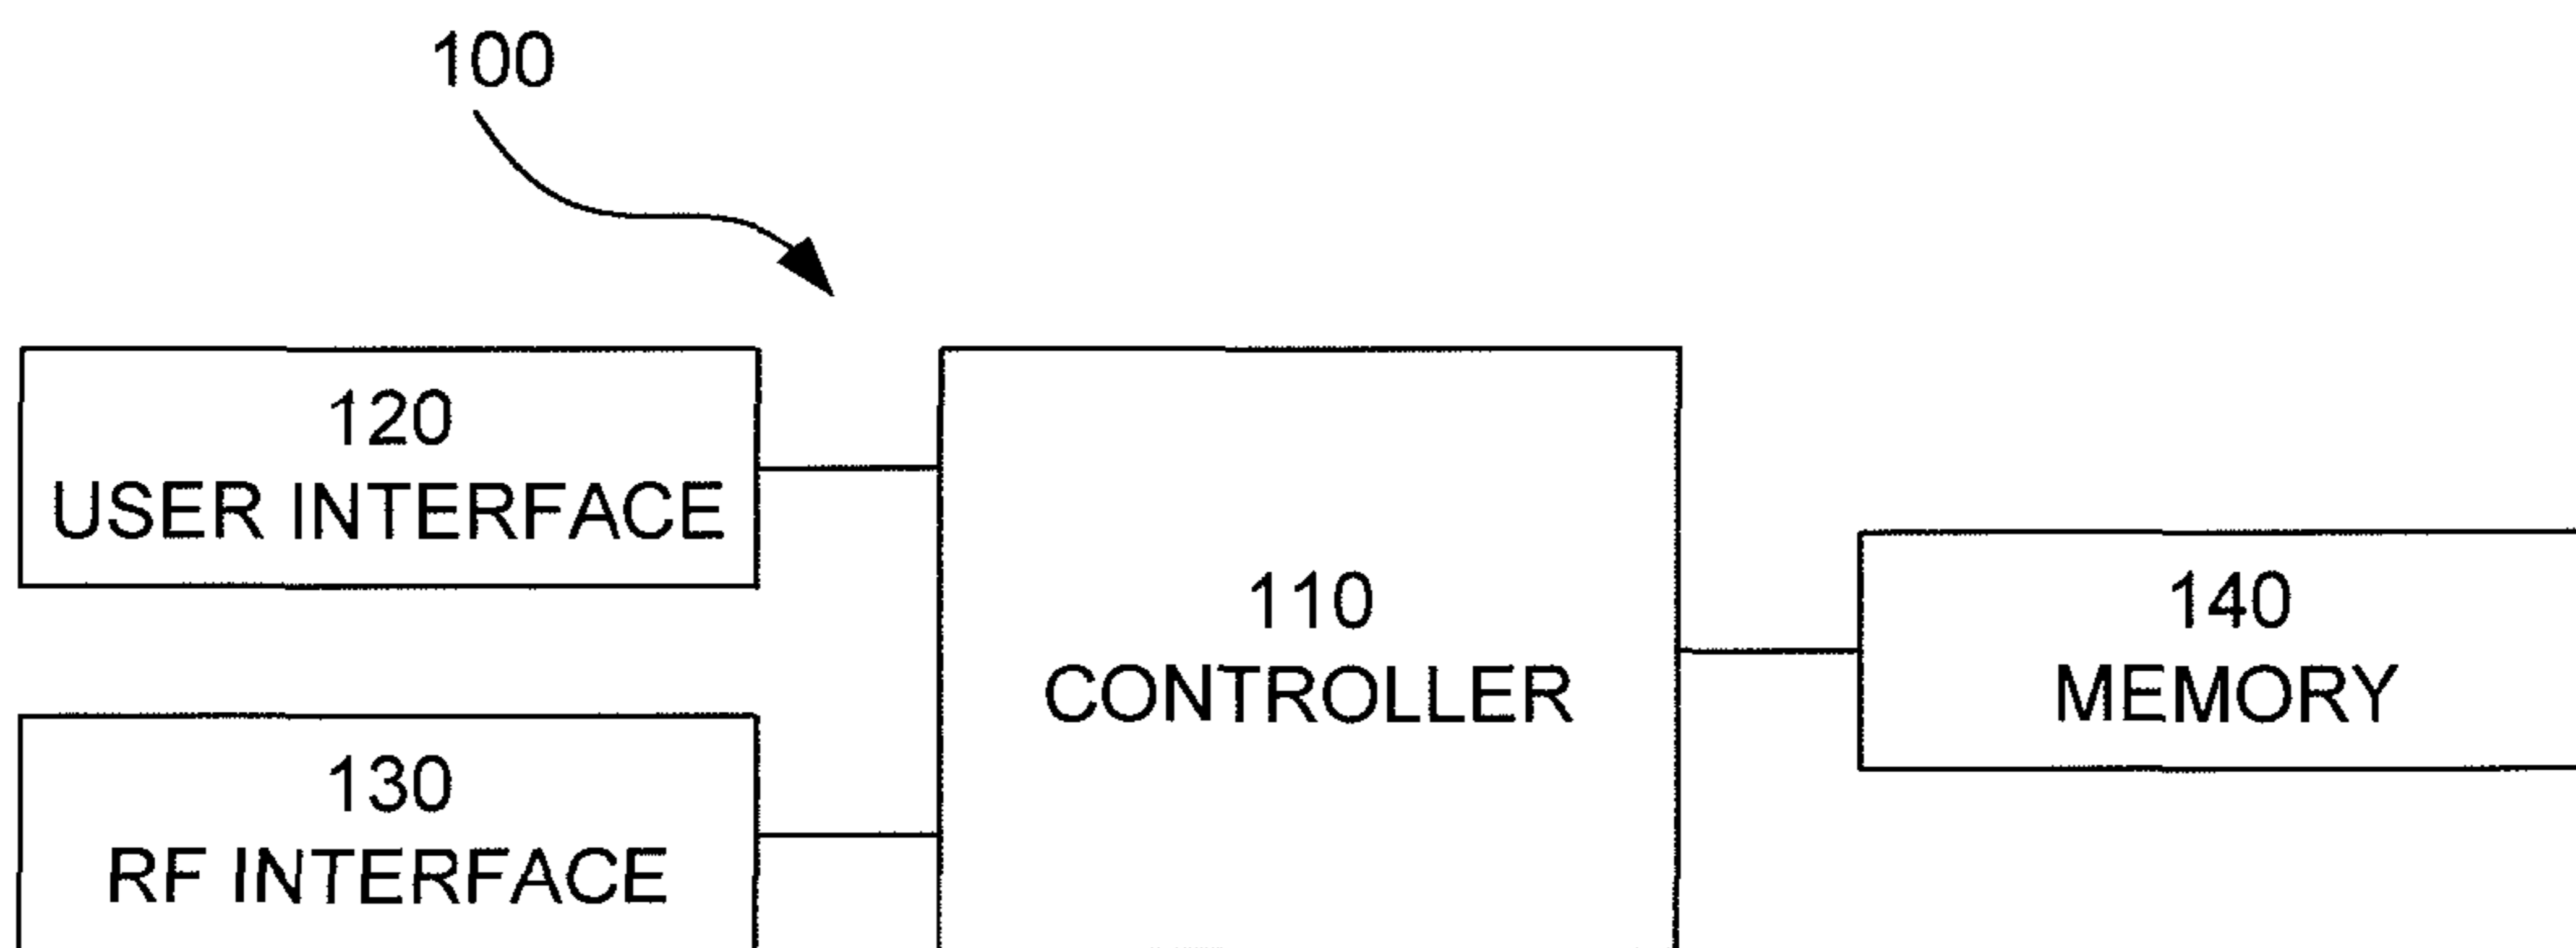 100
120
USER INTERFACE
110
CONTROLLER
140
MEMORY
130
RF INTERFACE